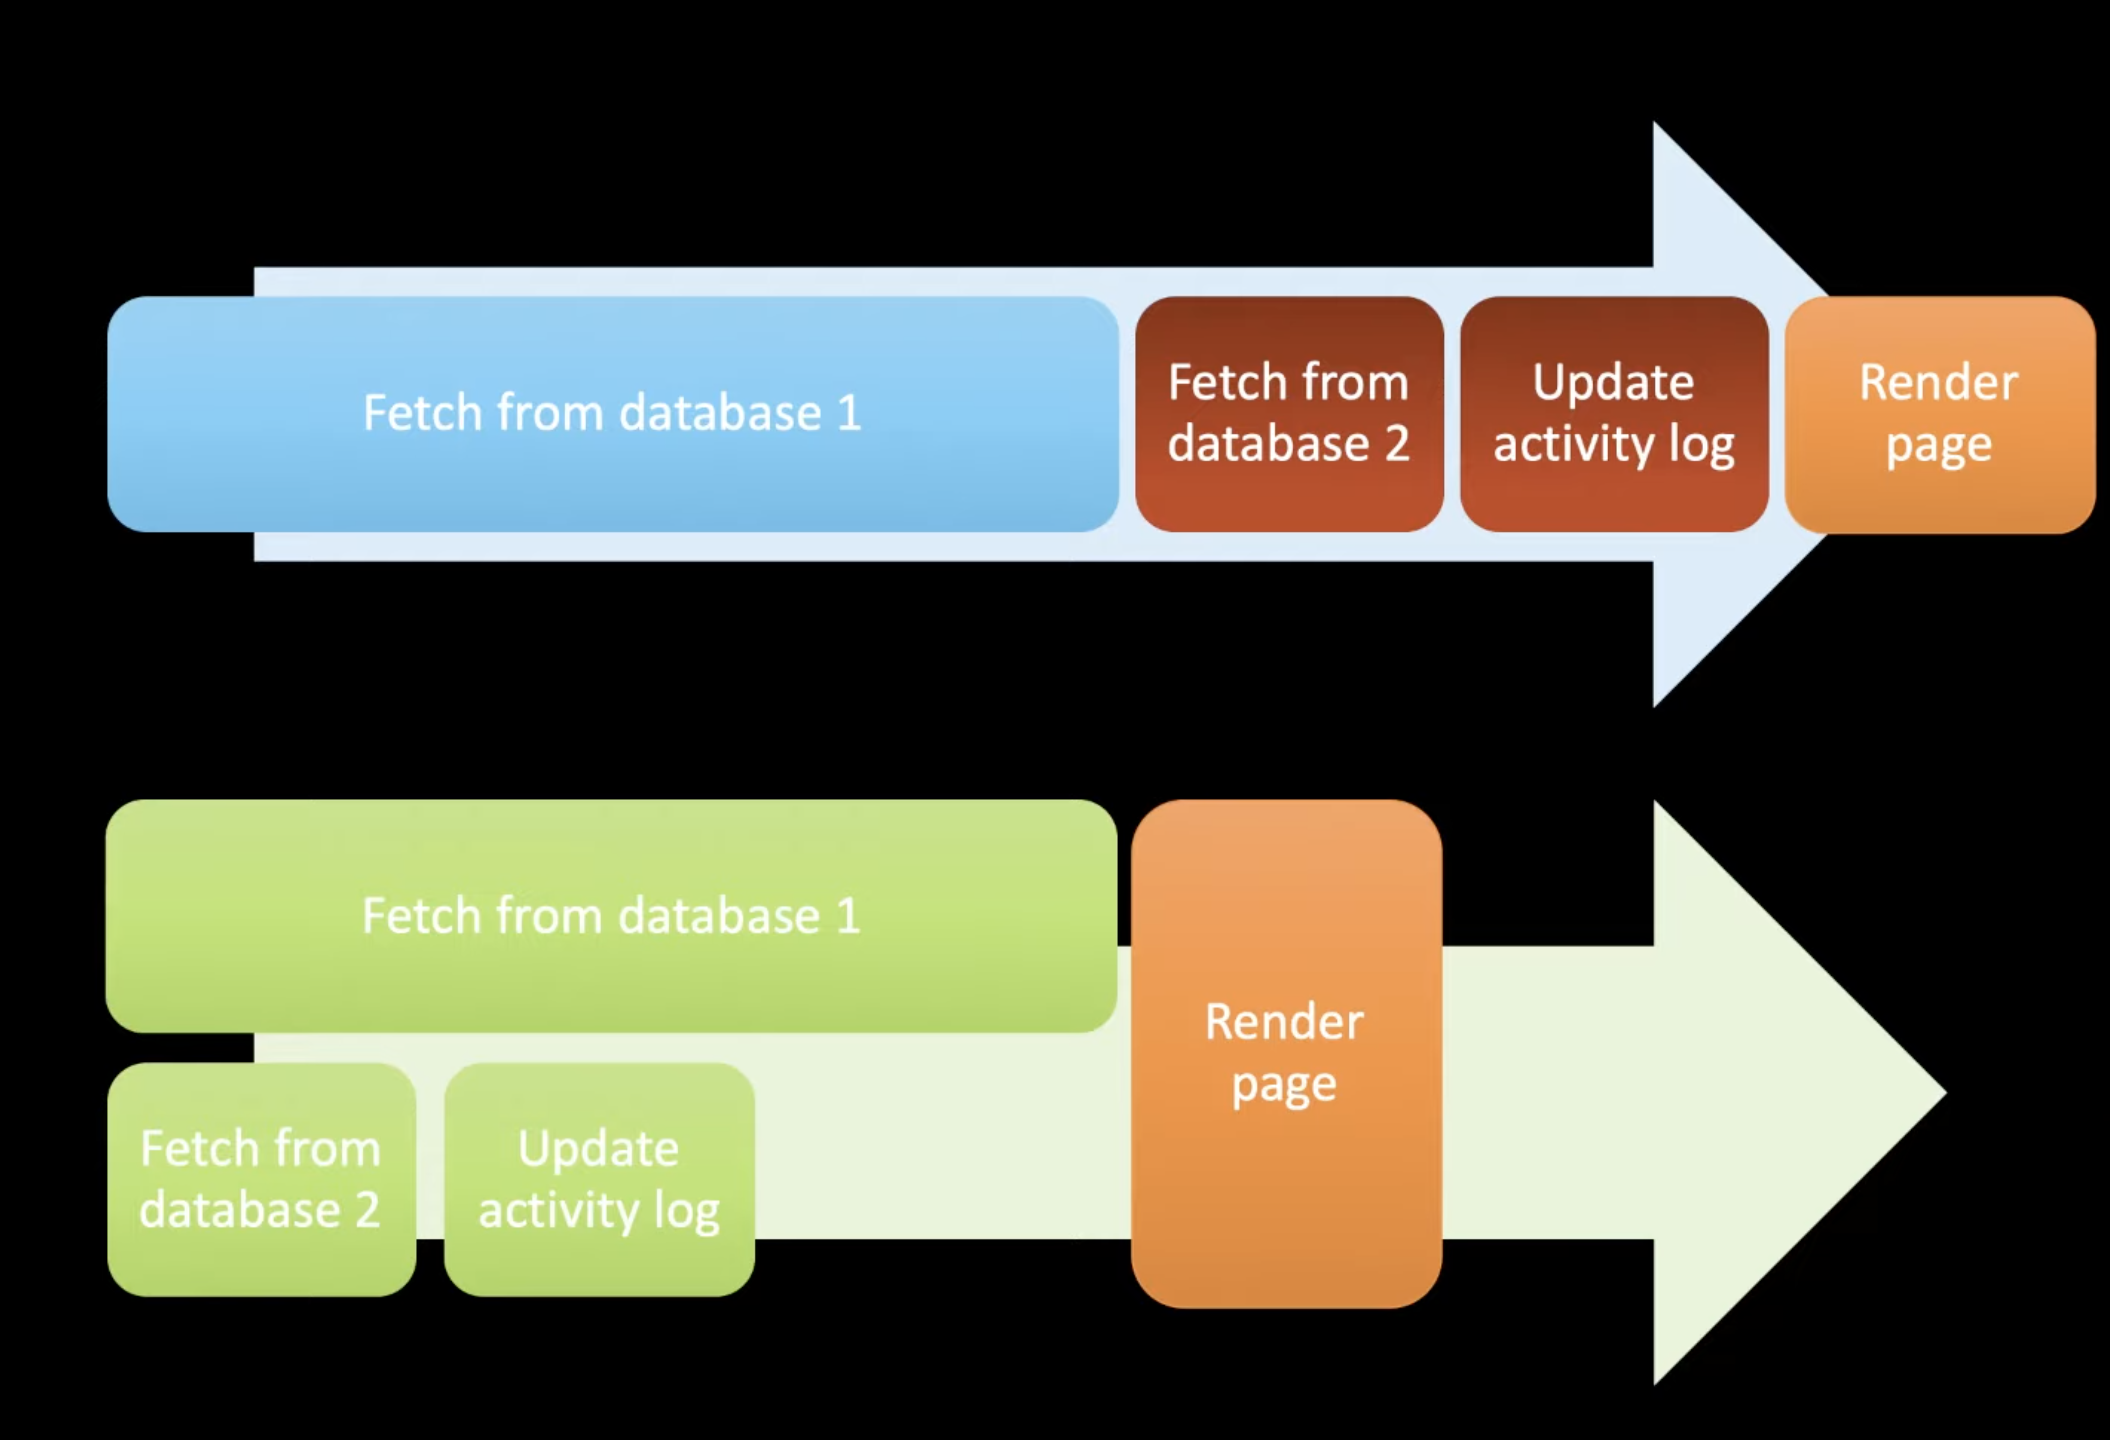 Fetch from database 1
Fetch from
database 2
Update
activity log
Render
page
Fetch from database 1
Fetch from
database 2
Update
activity log
Render
page